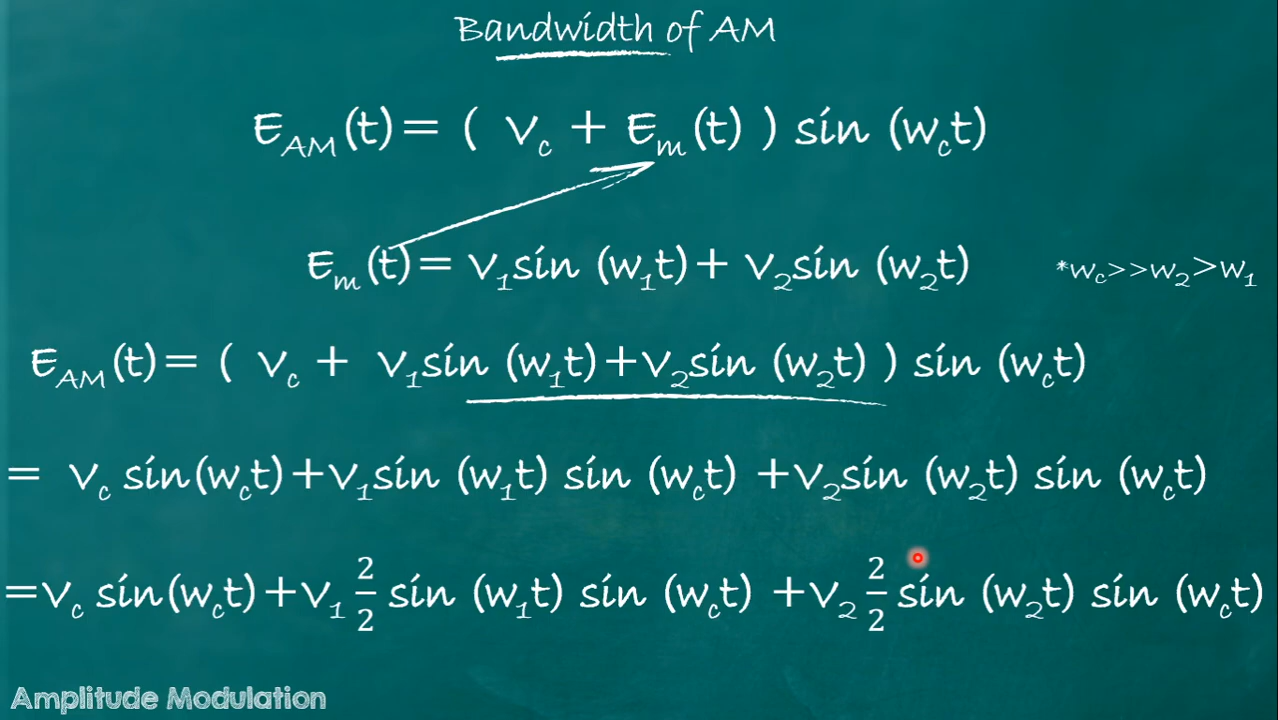 Bandwidth of AM
E_AM(t) = ( v_c + E_m(t) ) sin (w_c t)
E_m(t) = v_1 sin (w_1 t) + v_2 sin (w_2 t) *w_c>>w_2>w_1
E_AM(t) = ( v_c + v_1 sin (w_1 t)+v_2 sin (w_2 t) ) sin (w_c t)
= v_c sin(w_c t)+v_1 sin (w_1 t) sin (w_c t) +v_2 sin (w_2 t) sin (w_c t)
=v_c sin(w_c t)+v_1 2/2 sin (w_1 t) sin (w_c t) +v_2 2/2 sin (w_2 t) sin (w_c t)
Amplitude Modulation